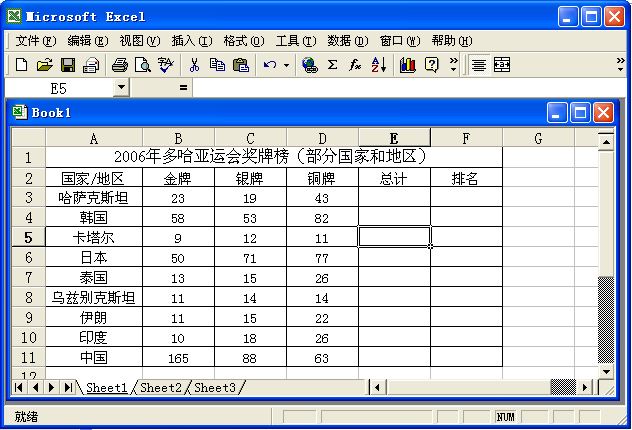 Microsoft Excel
文件(F) 编辑(E) 视图(V) 插入(I) 格式(O) 工具(T) 数据(D) 窗口(W) 帮助(H)
E5 =
Book1
A B C D E F G
1 2006年多哈亚运会奖牌榜（部分国家和地区）
2 国家/地区 金牌 银牌 铜牌 总计 排名
3 哈萨克斯坦 23 19 43
4 韩国 58 53 82
5 卡塔尔 9 12 11
6 日本 50 71 77
7 泰国 13 15 26
8 乌兹别克斯坦 11 14 14
9 伊朗 11 15 22
10 印度 10 18 26
11 中国 165 88 63
12
Sheet1 Sheet2 Sheet3
就绪 NUM